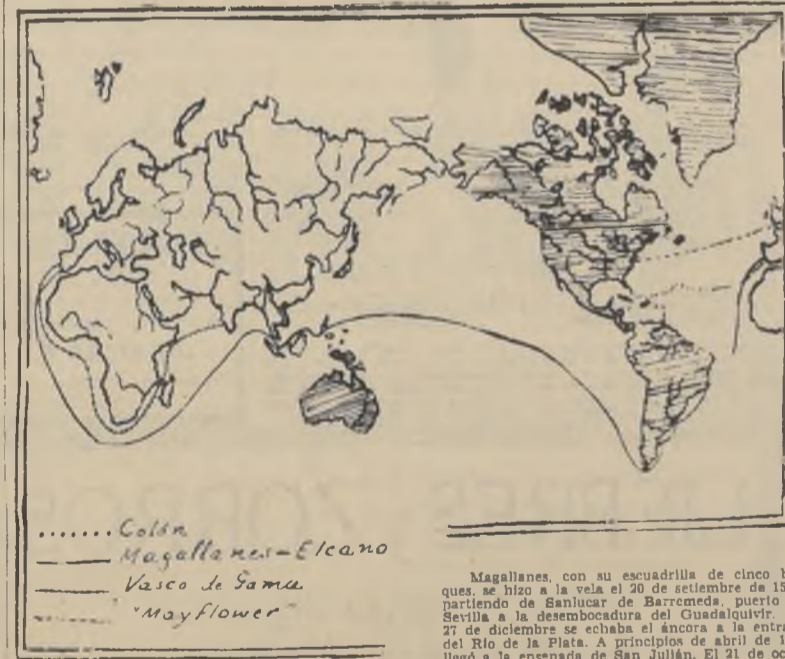 Colón
Magallanes-Elcano
Vasco de Gama
"Mayflower"
Magallanes, con su escuadrilla de cinco b
ques, se hizo a la vela el 20 de setiembre de 15
partiendo de Sanlucar de Barremeda, puerto
Sevilla a la desembocadura del Guadalquivir.
27 de diciembre se echaba el áncora a la entra
del Río de la Plata. A principios de abril de 1
llegó a la ensenada de San Julián. El 21 de oc